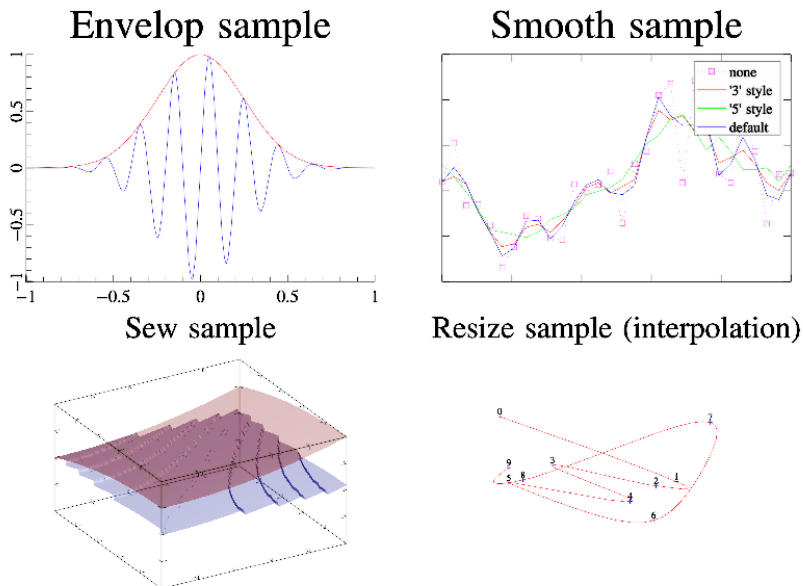 Envelop sample
Smooth sample
1
0.5
0
−0.5
−1
−1
−0.5
0
0.5
1
none
'3' style
'5' style
default
Sew sample
Resize sample (interpolation)
0
7
9
3
5
8
2
1
4
6